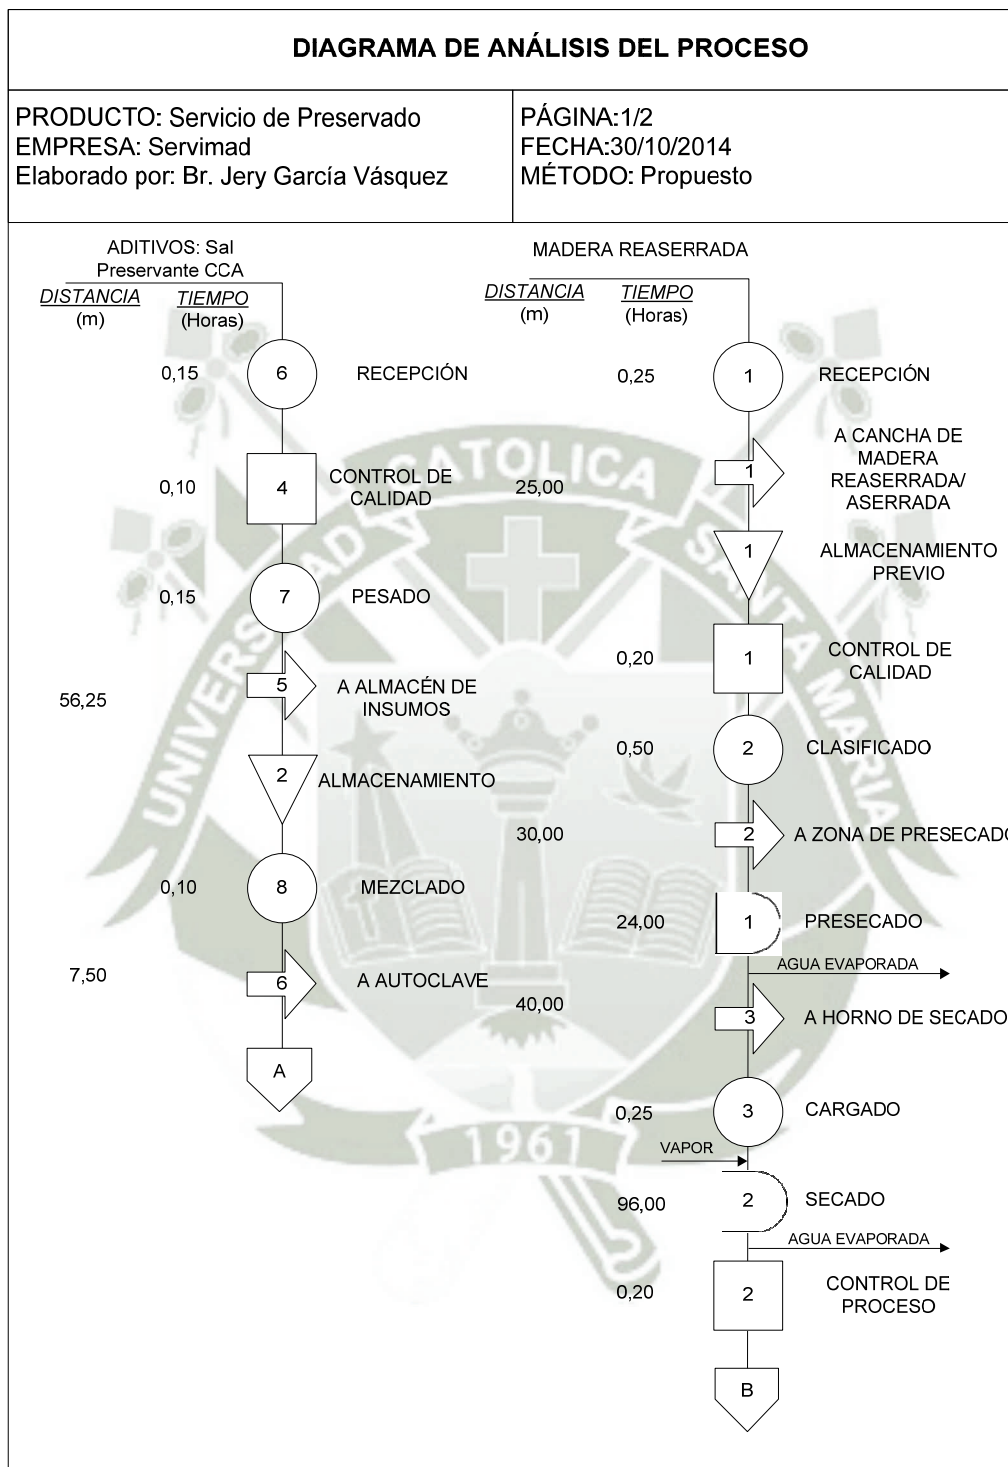 DIAGRAMA DE ANÁLISIS DEL PROCESO
PRODUCTO: Servicio de Preservado
EMPRESA: Servimad
Elaborado por: Br. Jery García Vásquez
PÁGINA:1/2
FECHA:30/10/2014
MÉTODO: Propuesto
ADITIVOS: Sal
Preservante CCA
DISTANCIA TIEMPO
(m) (Horas)
0,15 6 RECEPCIÓN
0,10 4 CONTROL DE
CALIDAD
0,15 7 PESADO
56,25 5 A ALMACÉN DE
INSUMOS
2 ALMACENAMIENTO
0,10 8 MEZCLADO
7,50 6 A AUTOCLAVE
A
MADERA REASERRADA
DISTANCIA TIEMPO
(m) (Horas)
0,25 1 RECEPCIÓN
25,00 1 A CANCHA DE
MADERA
REASERRADA/
ASERRADA
1 ALMACENAMIENTO
PREVIO
0,20 1 CONTROL DE
CALIDAD
0,50 2 CLASIFICADO
30,00 2 A ZONA DE PRESECADO
24,00 1 PRESECADO
AGUA EVAPORADA
40,00 3 A HORNO DE SECADO
0,25 3 CARGADO
VAPOR
96,00 2 SECADO
AGUA EVAPORADA
0,20 2 CONTROL DE
PROCESO
B
UNIVERSIDAD CATOLICA SANTA MARIA
1961